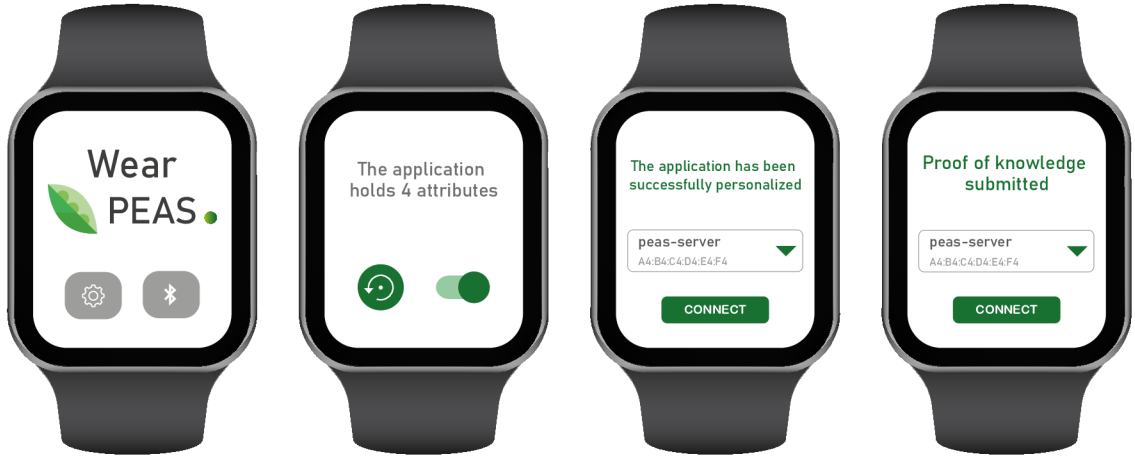 Wear
PEAS
The application
holds 4 attributes
The application has been
successfully personalized
peas-server
A4:B4:C4:D4:E4:F4
CONNECT
Proof of knowledge
submitted
peas-server
A4:B4:C4:D4:E4:F4
CONNECT